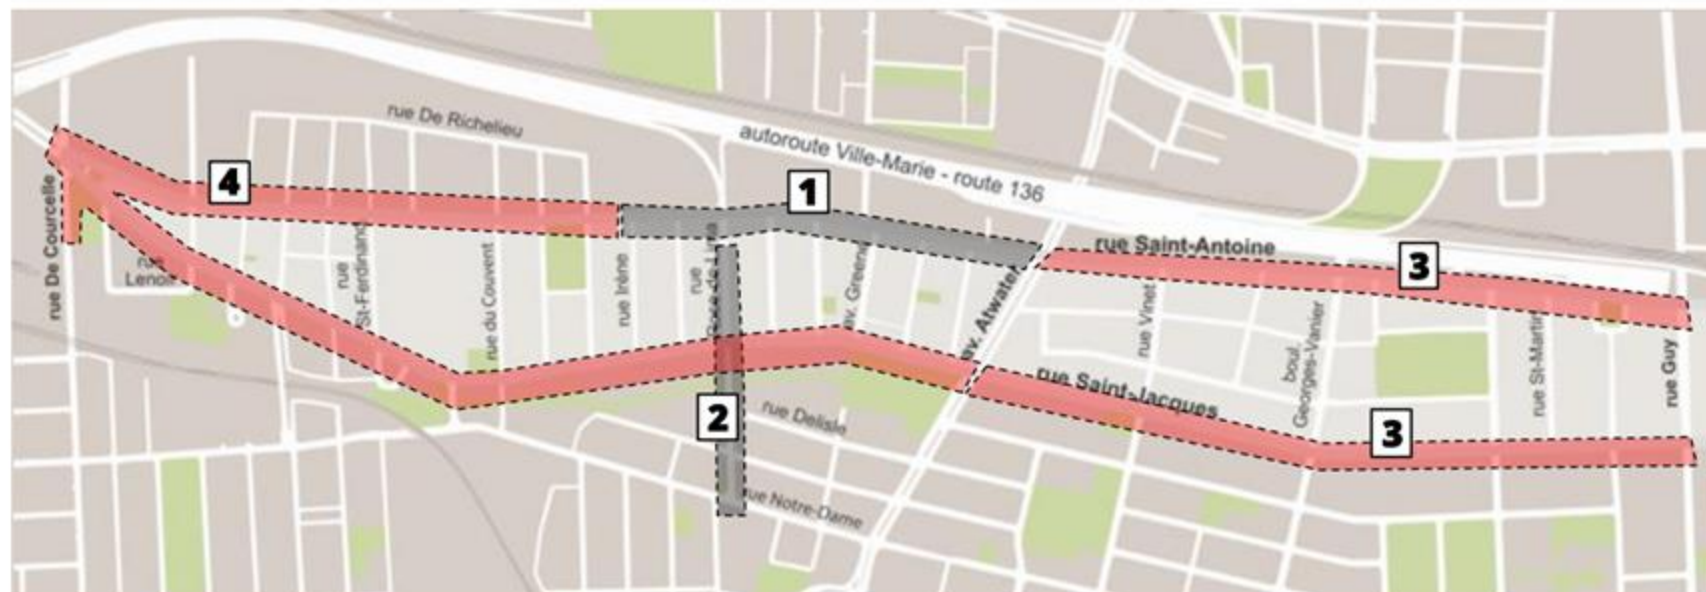 rue De Richelieu
autoroute Ville-Marie - route 136
4
1
rue Saint-Antoine
3
rue De Courcelle
rue
Lenoir
rue
St-Ferdinand
rue du Couvent
rue Irène
rue
av. Greene
av. Atwater
rue Vinet
boul.
Georges-Vanier
rue St-Martin
rue Guy
rue Saint-Jacques
2
rue Delisle
3
rue Notre-Dame